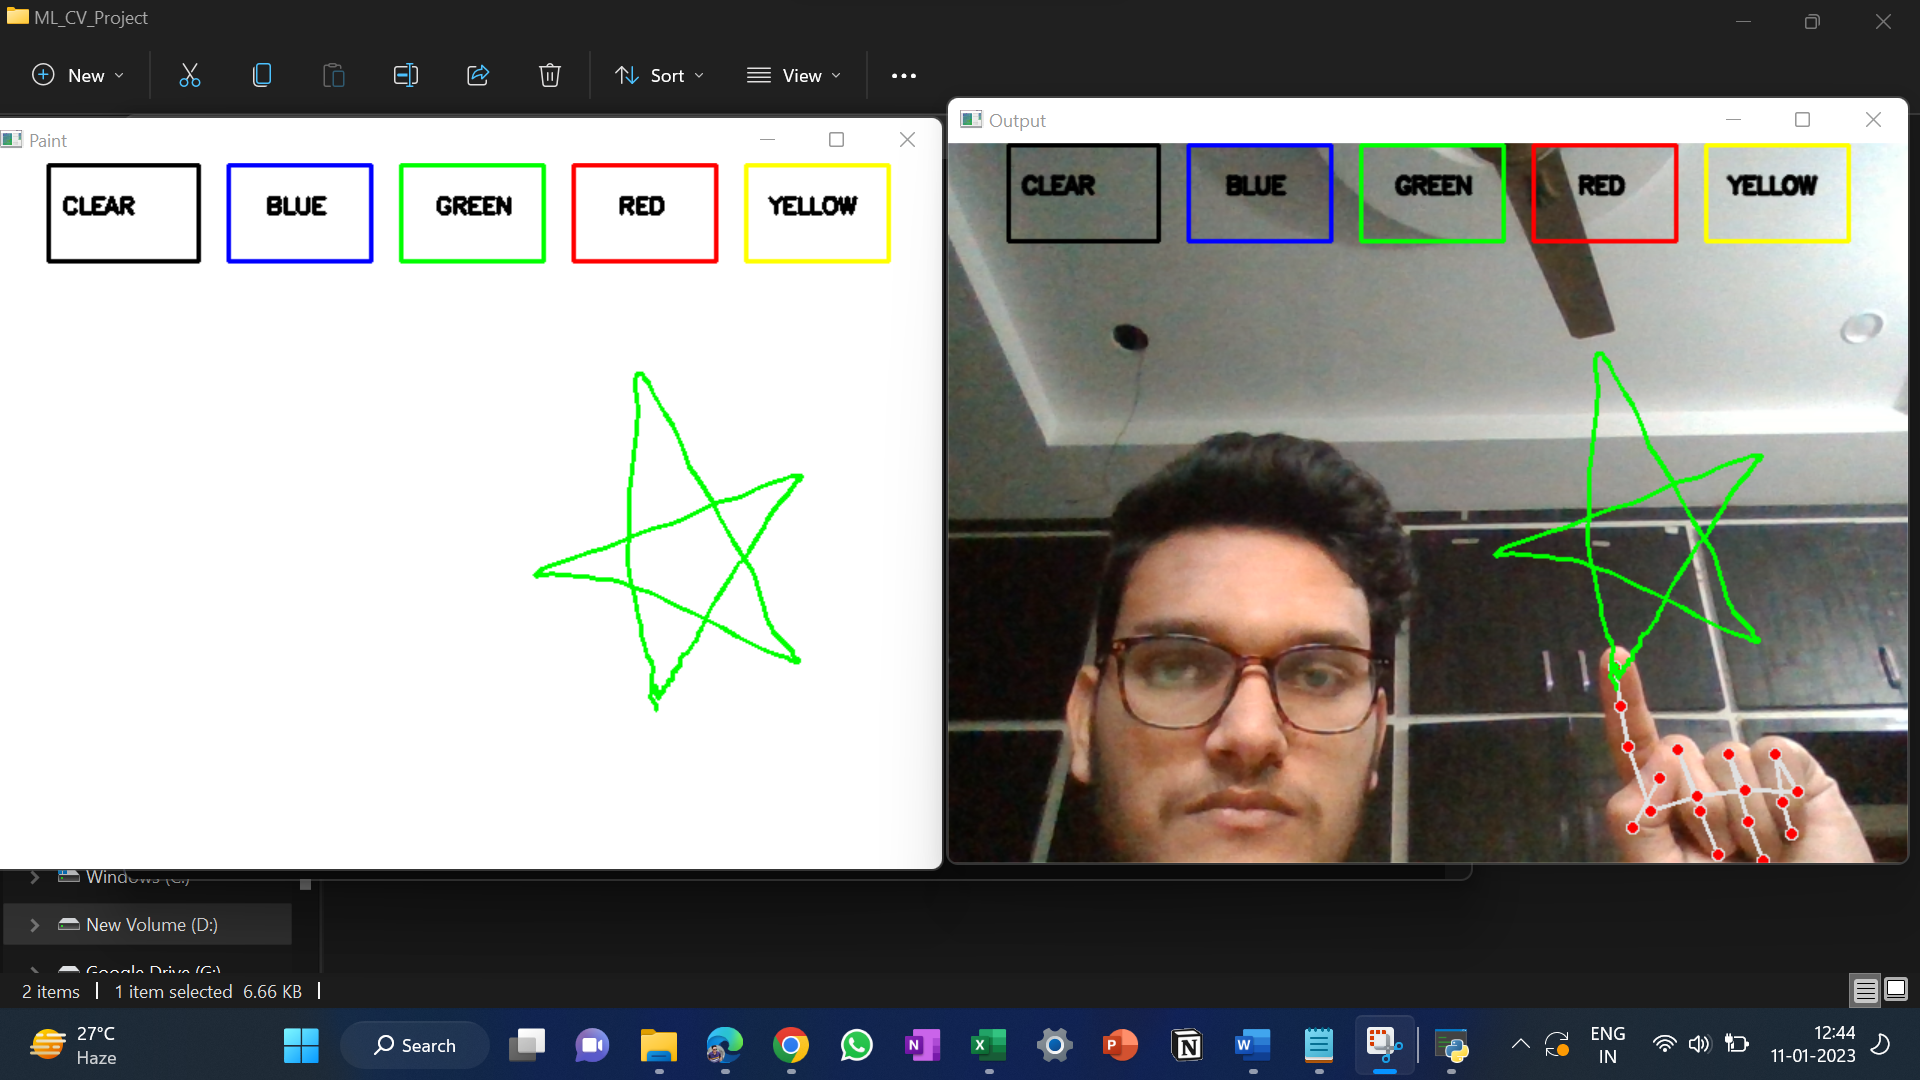 ML_CV_Project
New
Sort
View
Paint
CLEAR
BLUE
GREEN
RED
YELLOW
Output
CLEAR
BLUE
GREEN
RED
YELLOW
Windows (C:)
New Volume (D:)
Google Drive (G:)
2 items
1 item selected 6.66 KB
27°C
Haze
Search
ENG
IN
12:44
11-01-2023